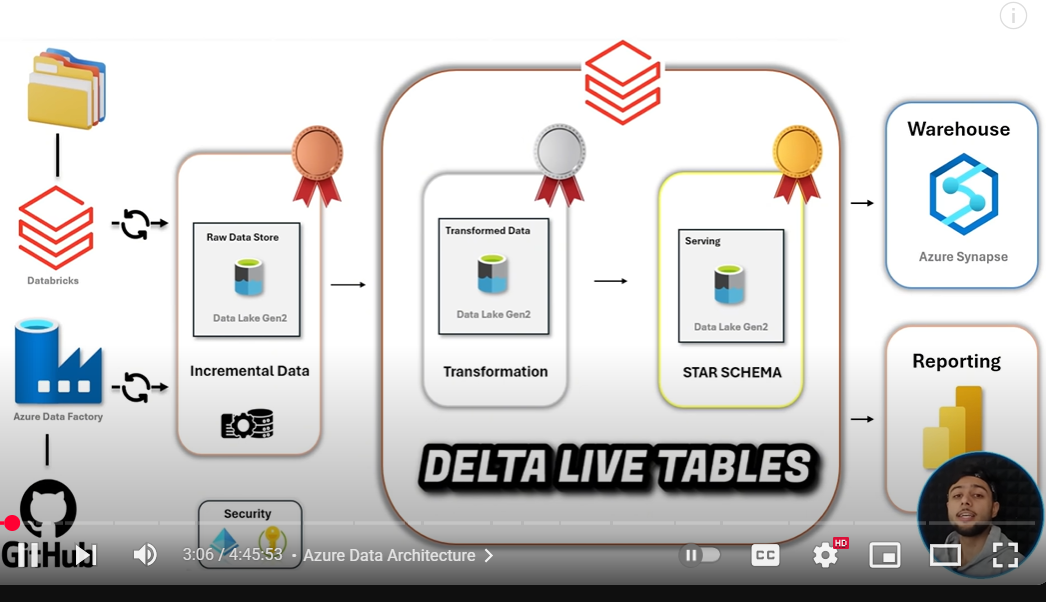 Databricks
Azure Data Factory
GitHub
Raw Data Store
Data Lake Gen2
Incremental Data
Security
Transformed Data
Data Lake Gen2
Transformation
Serving
Data Lake Gen2
STAR SCHEMA
DELTA LIVE TABLES
Warehouse
Azure Synapse
Reporting
3:06 / 4:45:53 • Azure Data Architecture
CC
HD